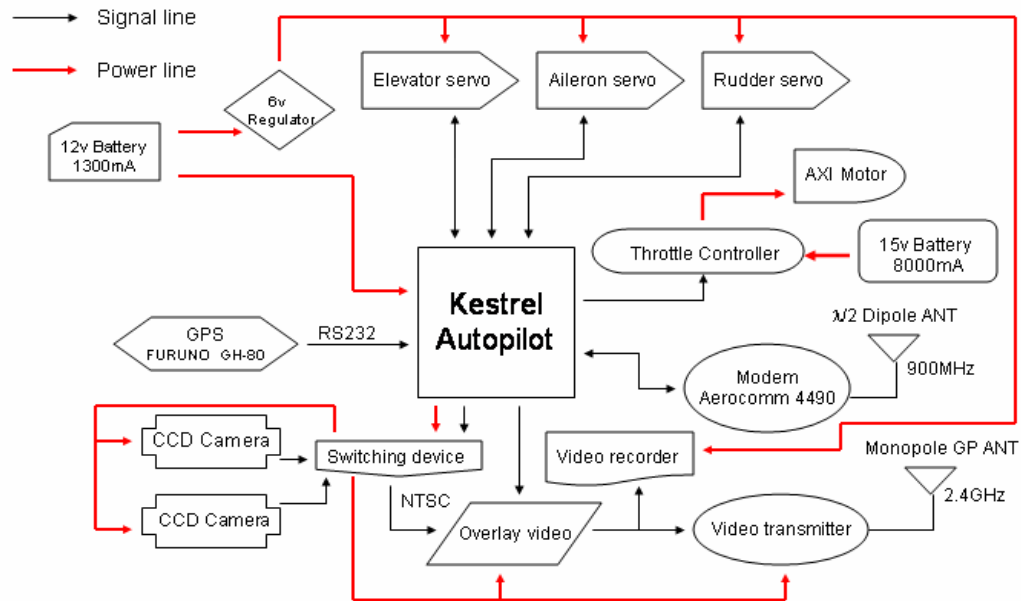 Signal line
Power line
6v
Regulator
Elevator servo
Aileron servo
Rudder servo
12v Battery
1300mA
AXI Motor
Throttle Controller
15v Battery
8000mA
Kestrel
Autopilot
GPS
FURUNO GH-80
RS232
λ/2 Dipole ANT
900MHz
Modem
Aerocomm 4490
CCD Camera
Switching device
Video recorder
Monopole GP ANT
2.4GHz
NTSC
CCD Camera
Overlay video
Video transmitter